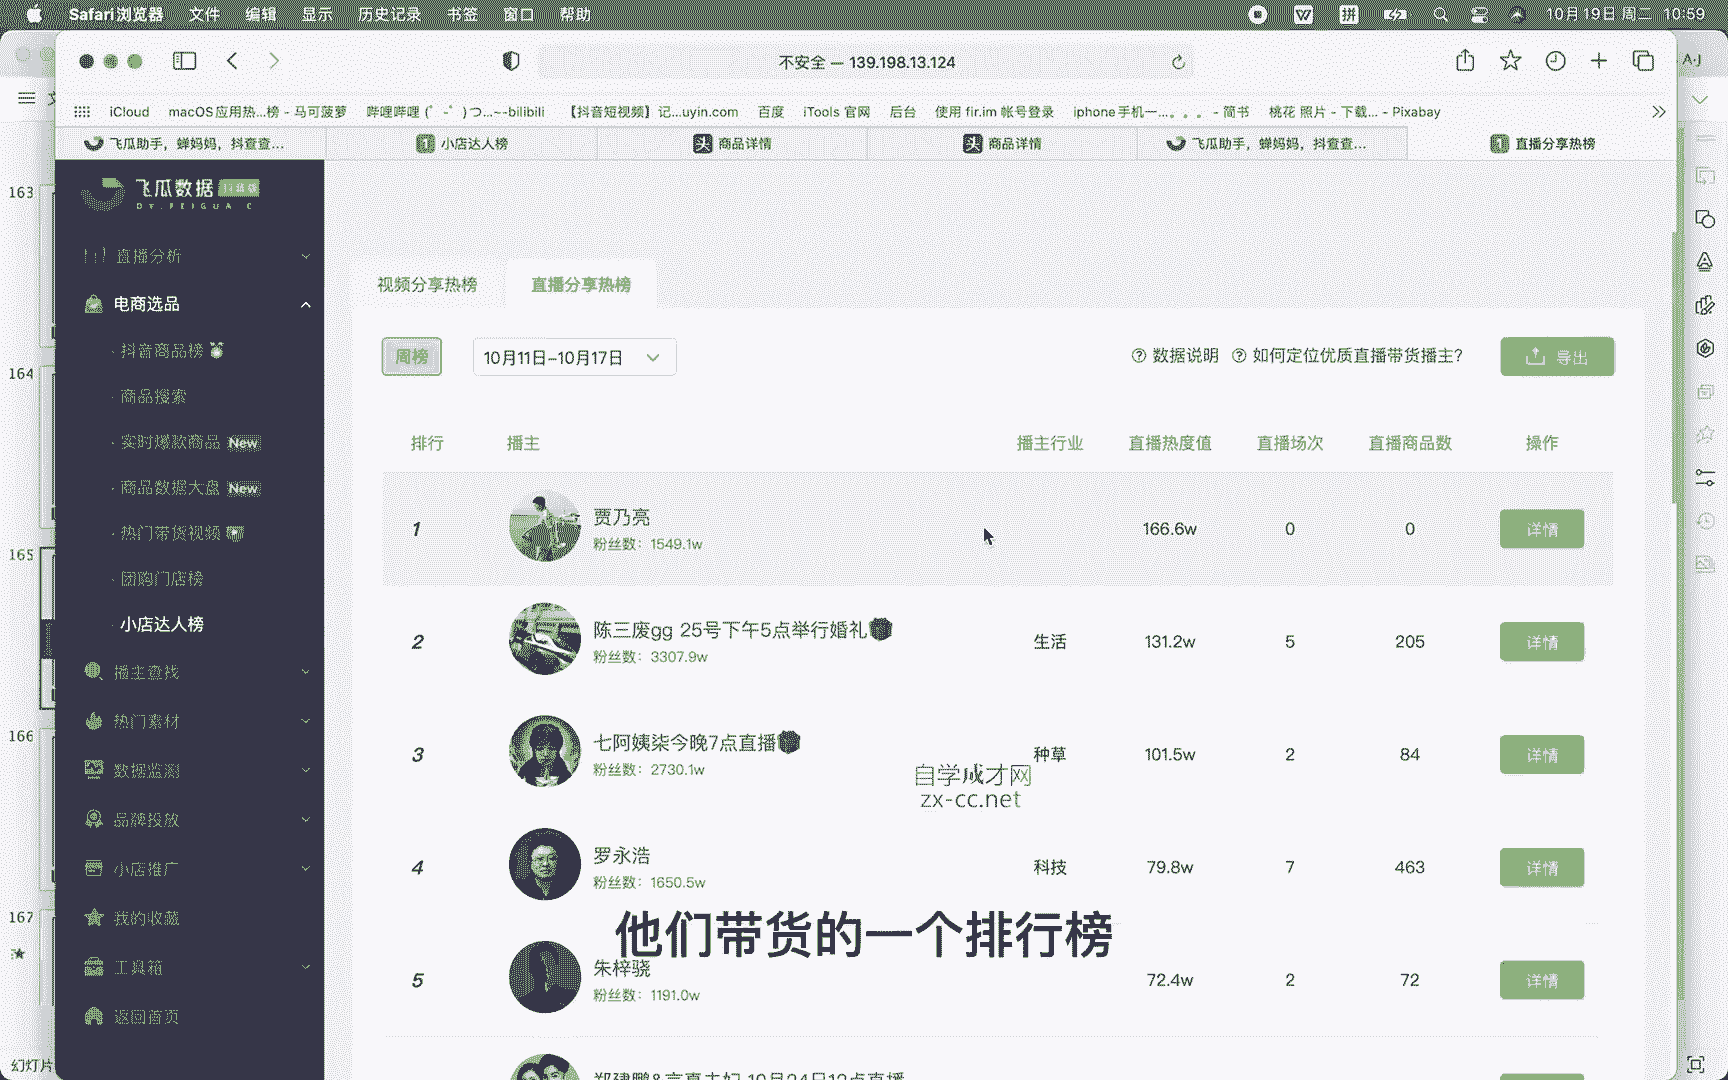 Safari浏览器 文件 编辑 显示 历史记录 书签 窗口 帮助 10月19日 周二 10:59
不安全 — 139.198.13.124
iCloud macOS应用热...榜 - 马可菠萝 哔哩哔哩 (゜-゜)つ...~--bilibili 【抖音短视频】记...uyin.com 百度 iTools 官网 后台 使用 fir.im 帐号登录 iphone手机一...。。。 - 简书 桃花 照片 - 下载... - Pixabay
飞瓜助手，蝉妈妈，抖查查... 小店达人榜 商品详情 商品详情 飞瓜助手，蝉妈妈，抖查查... 直播分享热榜
飞瓜数据 抖音版
直播分析
电商选品
· 抖音商品榜
· 商品搜索
· 实时爆款商品 New
· 商品数据大盘 New
· 热门带货视频
· 团购门店榜
· 小店达人榜
播主查找
热门素材
数据监测
品牌投放
小店推广
我的收藏
工具箱
返回首页
视频分享热榜 直播分享热榜
周榜 10月11日-10月17日 数据说明 如何定位优质直播带货播主? 导出
排行 播主 播主行业 直播热度值 直播场次 直播商品数 操作
1 贾乃亮 166.6w 0 0 详情
粉丝数：1549.1w
2 陈三废gg 25号下午5点举行婚礼 生活 131.2w 5 205 详情
粉丝数：3307.9w
3 七阿姨柒今晚7点直播 种草 101.5w 2 84 详情
粉丝数：2730.1w
自学成才网
zx-cc.net
4 罗永浩 科技 79.8w 7 463 详情
粉丝数：1650.5w
他们带货的一个排行榜
5 朱梓骁 72.4w 2 72 详情
粉丝数：1191.0w
163
164
165
166
167
幻灯片